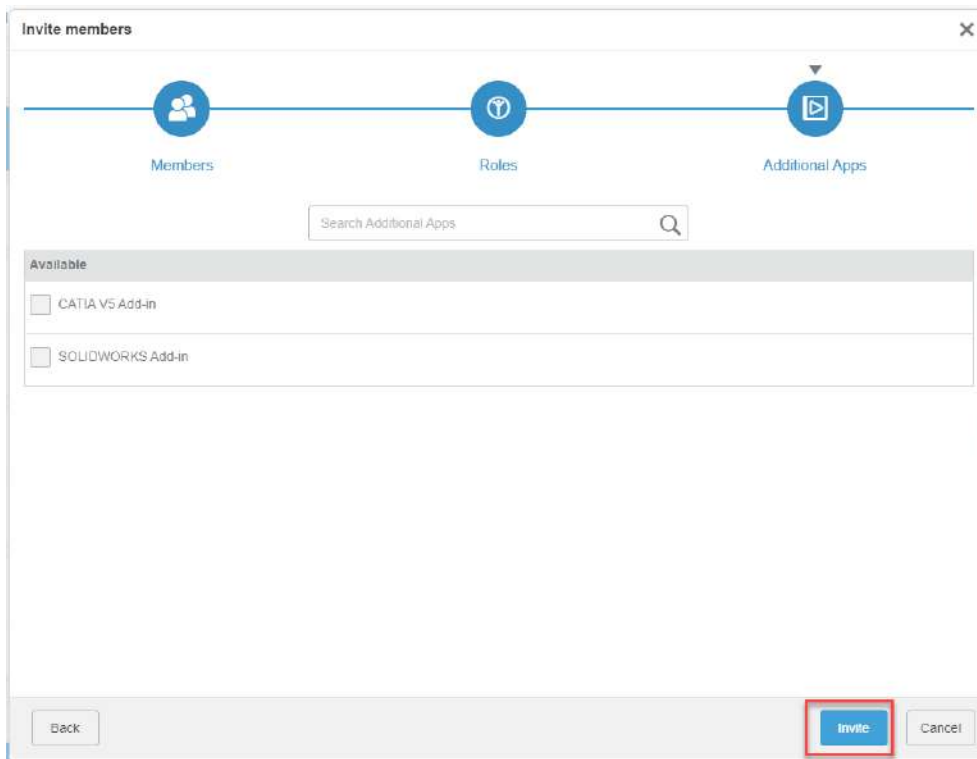 Invite members
Members
Roles
Additional Apps
Search Additional Apps
Available
CATIA V5 Add-in
SOLIDWORKS Add-in
Back
Invite
Cancel